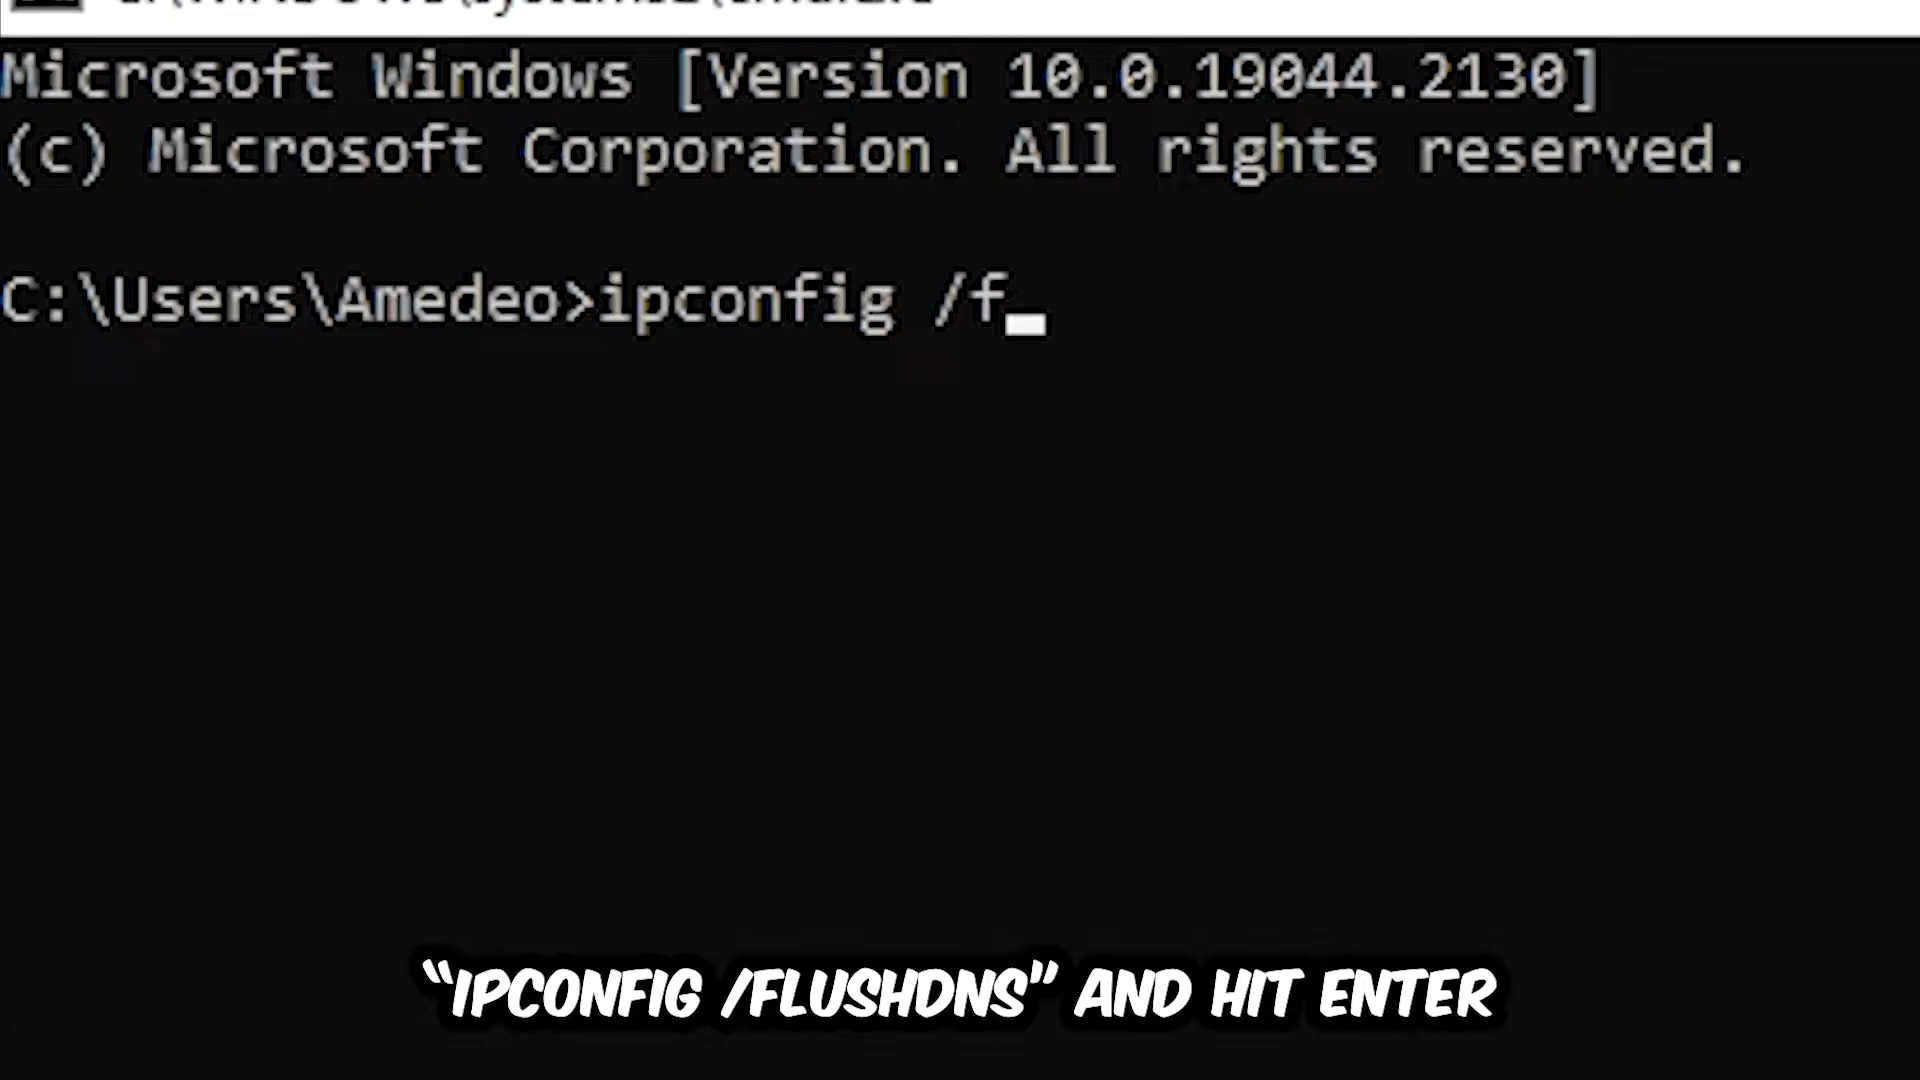 Microsoft Windows [Version 10.0.19044.2130]
(c) Microsoft Corporation. All rights reserved.
C:\Users\Amedeo>ipconfig /f
“IPCONFIG /FLUSHDNS” AND HIT ENTER